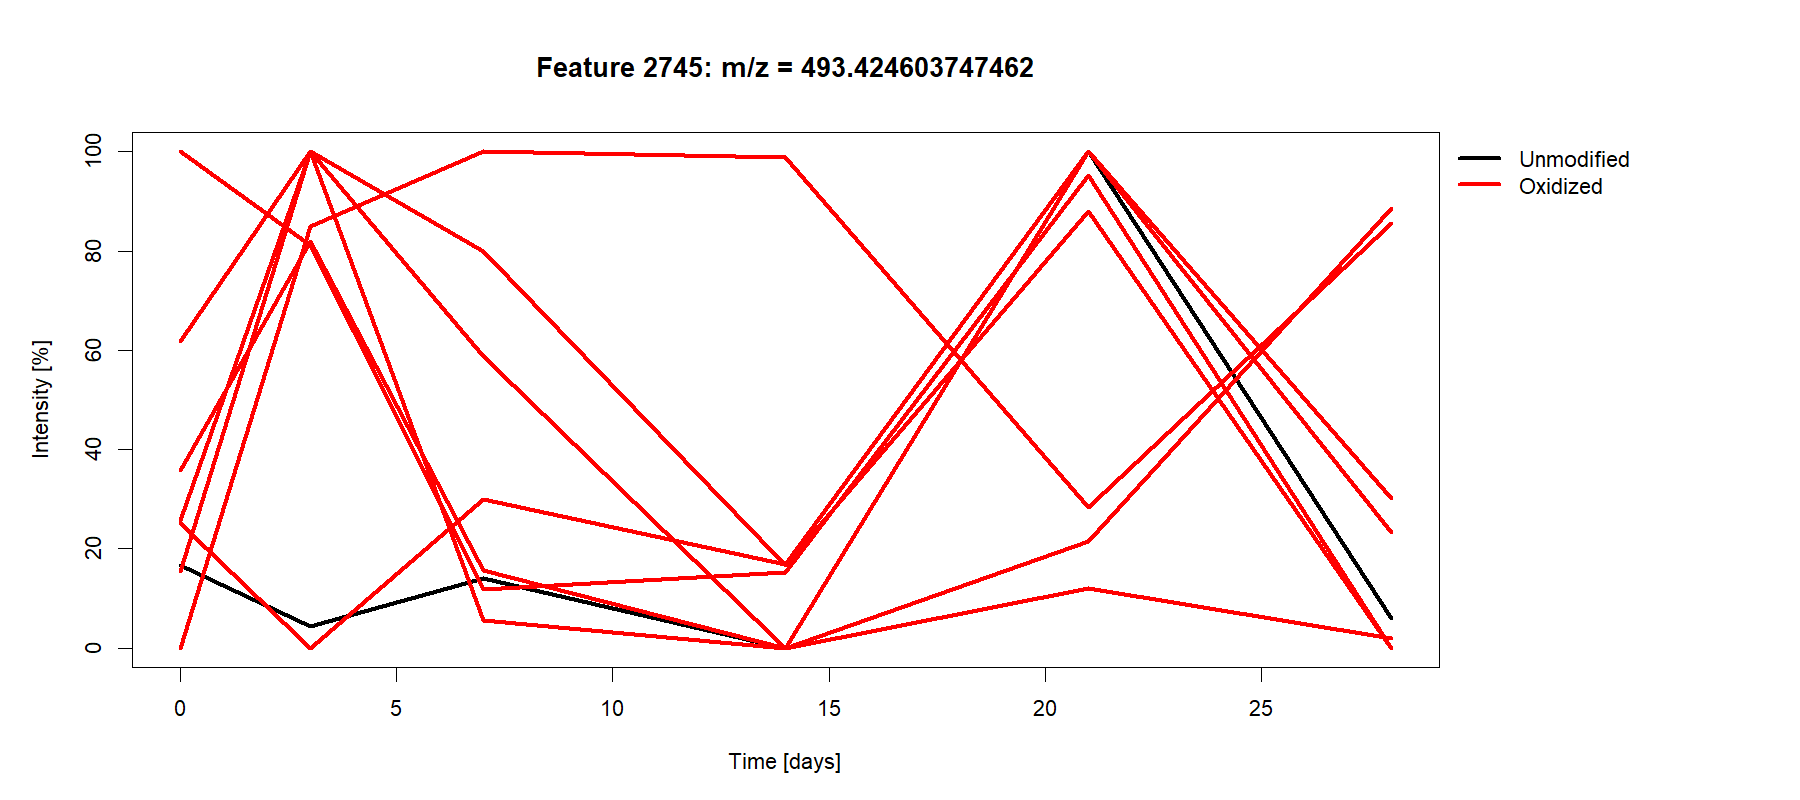 Feature 2745: m/z = 493.424603747462
Unmodified
Oxidized
Intensity [%]
100
80
60
40
20
0
0 5 10 15 20 25
Time [days]